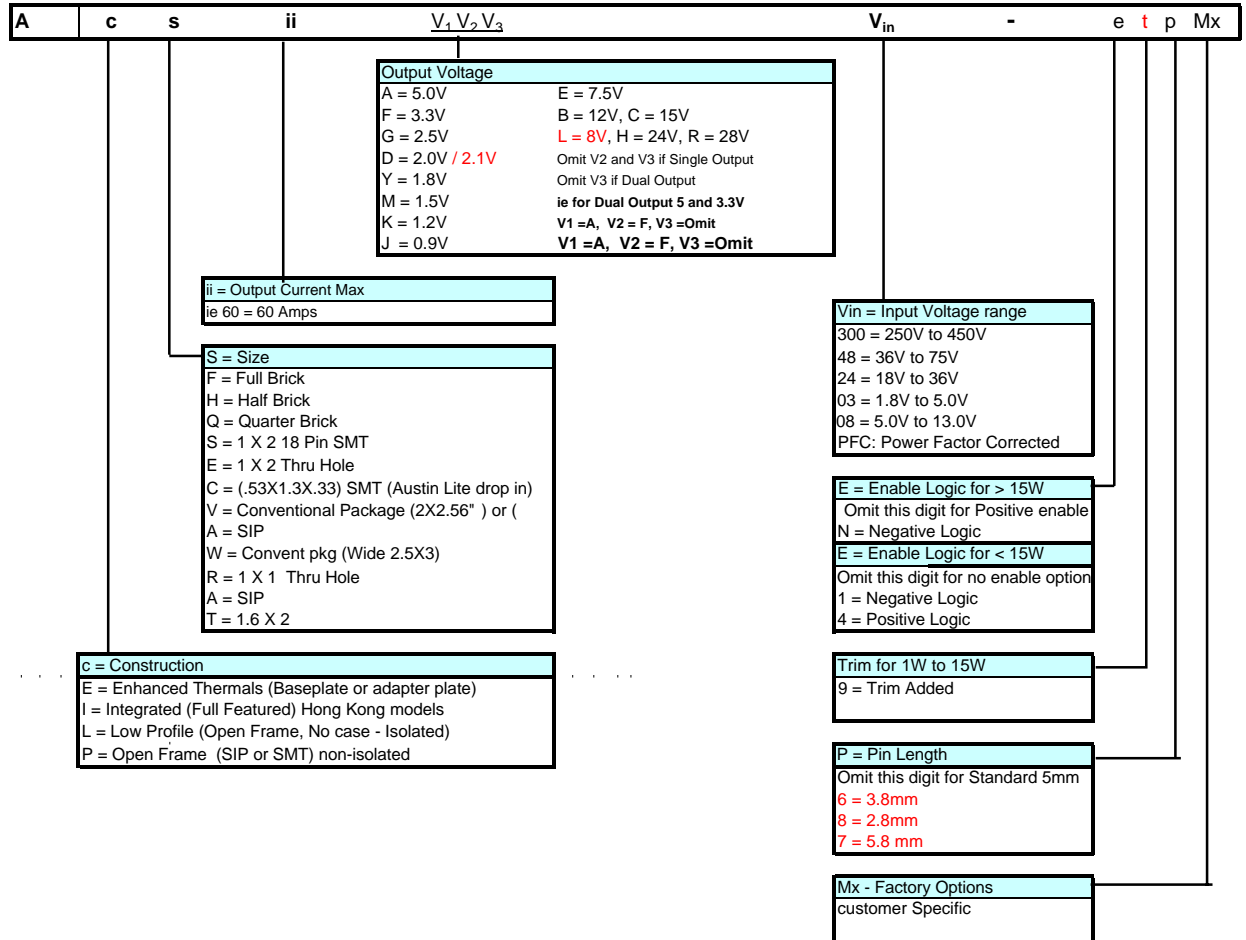 A c s ii V1 V2 V3 Vin - e t p Mx
Output Voltage
A = 5.0V E = 7.5V
F = 3.3V B = 12V, C = 15V
G = 2.5V L = 8V, H = 24V, R = 28V
D = 2.0V / 2.1V Omit V2 and V3 if Single Output
Y = 1.8V Omit V3 if Dual Output
M = 1.5V ie for Dual Output 5 and 3.3V
K = 1.2V V1 =A, V2 = F, V3 =Omit
J = 0.9V V1 =A, V2 = F, V3 =Omit
ii = Output Current Max
ie 60 = 60 Amps
S = Size
F = Full Brick
H = Half Brick
Q = Quarter Brick
S = 1 X 2 18 Pin SMT
E = 1 X 2 Thru Hole
C = (.53X1.3X.33) SMT (Austin Lite drop in)
V = Conventional Package (2X2.56" ) or (
A = SIP
W = Convent pkg (Wide 2.5X3)
R = 1 X 1 Thru Hole
A = SIP
T = 1.6 X 2
c = Construction
E = Enhanced Thermals (Baseplate or adapter plate)
I = Integrated (Full Featured) Hong Kong models
L = Low Profile (Open Frame, No case - Isolated)
P = Open Frame (SIP or SMT) non-isolated
Vin = Input Voltage range
300 = 250V to 450V
48 = 36V to 75V
24 = 18V to 36V
03 = 1.8V to 5.0V
08 = 5.0V to 13.0V
PFC: Power Factor Corrected
E = Enable Logic for > 15W
Omit this digit for Positive enable
N = Negative Logic
E = Enable Logic for < 15W
Omit this digit for no enable option
1 = Negative Logic
4 = Positive Logic
Trim for 1W to 15W
9 = Trim Added
P = Pin Length
Omit this digit for Standard 5mm
6 = 3.8mm
8 = 2.8mm
7 = 5.8 mm
Mx - Factory Options
customer Specific